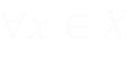 ∀x ∈ X